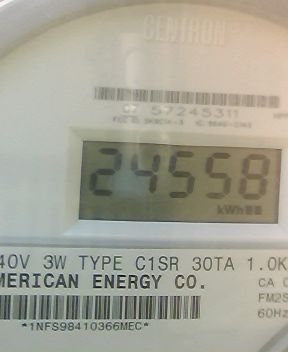 CENTRON
57245311
24558
kWh
40V 3W TYPE C1SR 30TA 1.0K
MERICAN ENERGY CO.
CA
FM2S
60Hz
*1NFS98410366MEC*